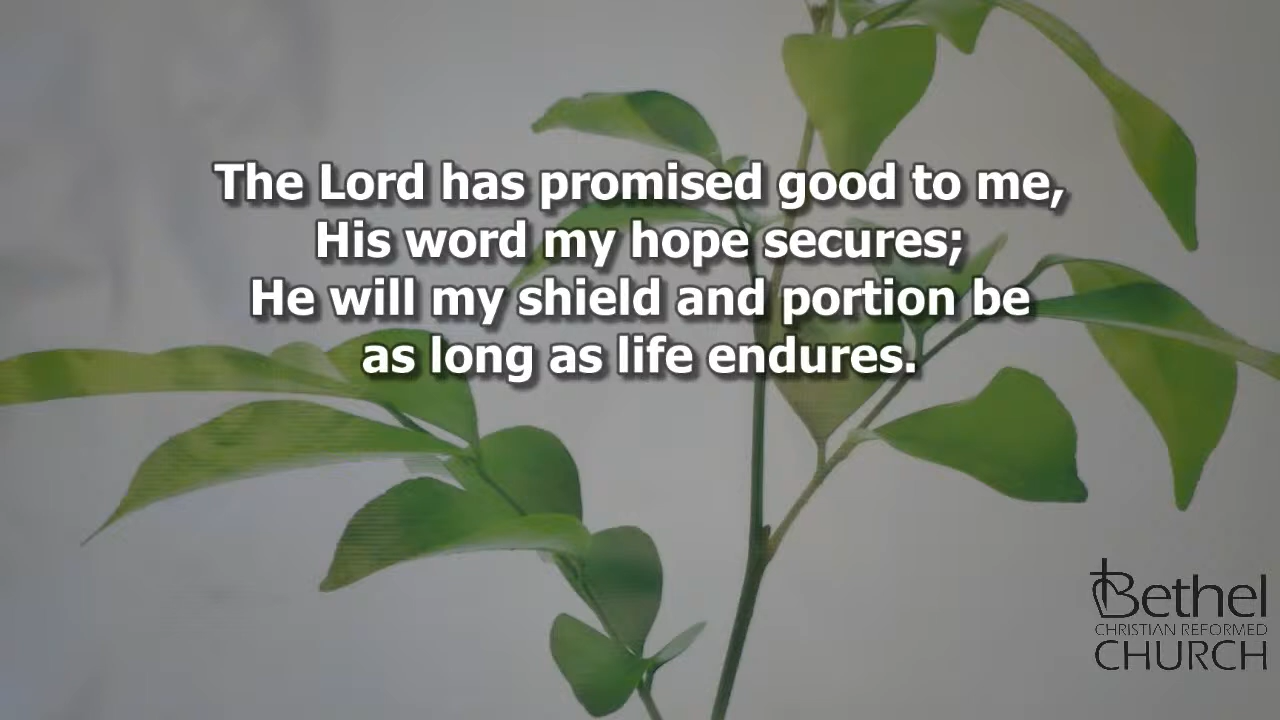 The Lord has promised good to me,
His word my hope secures;
He will my shield and portion be
as long as life endures.
Bethel
CHRISTIAN REFORMED
CHURCH